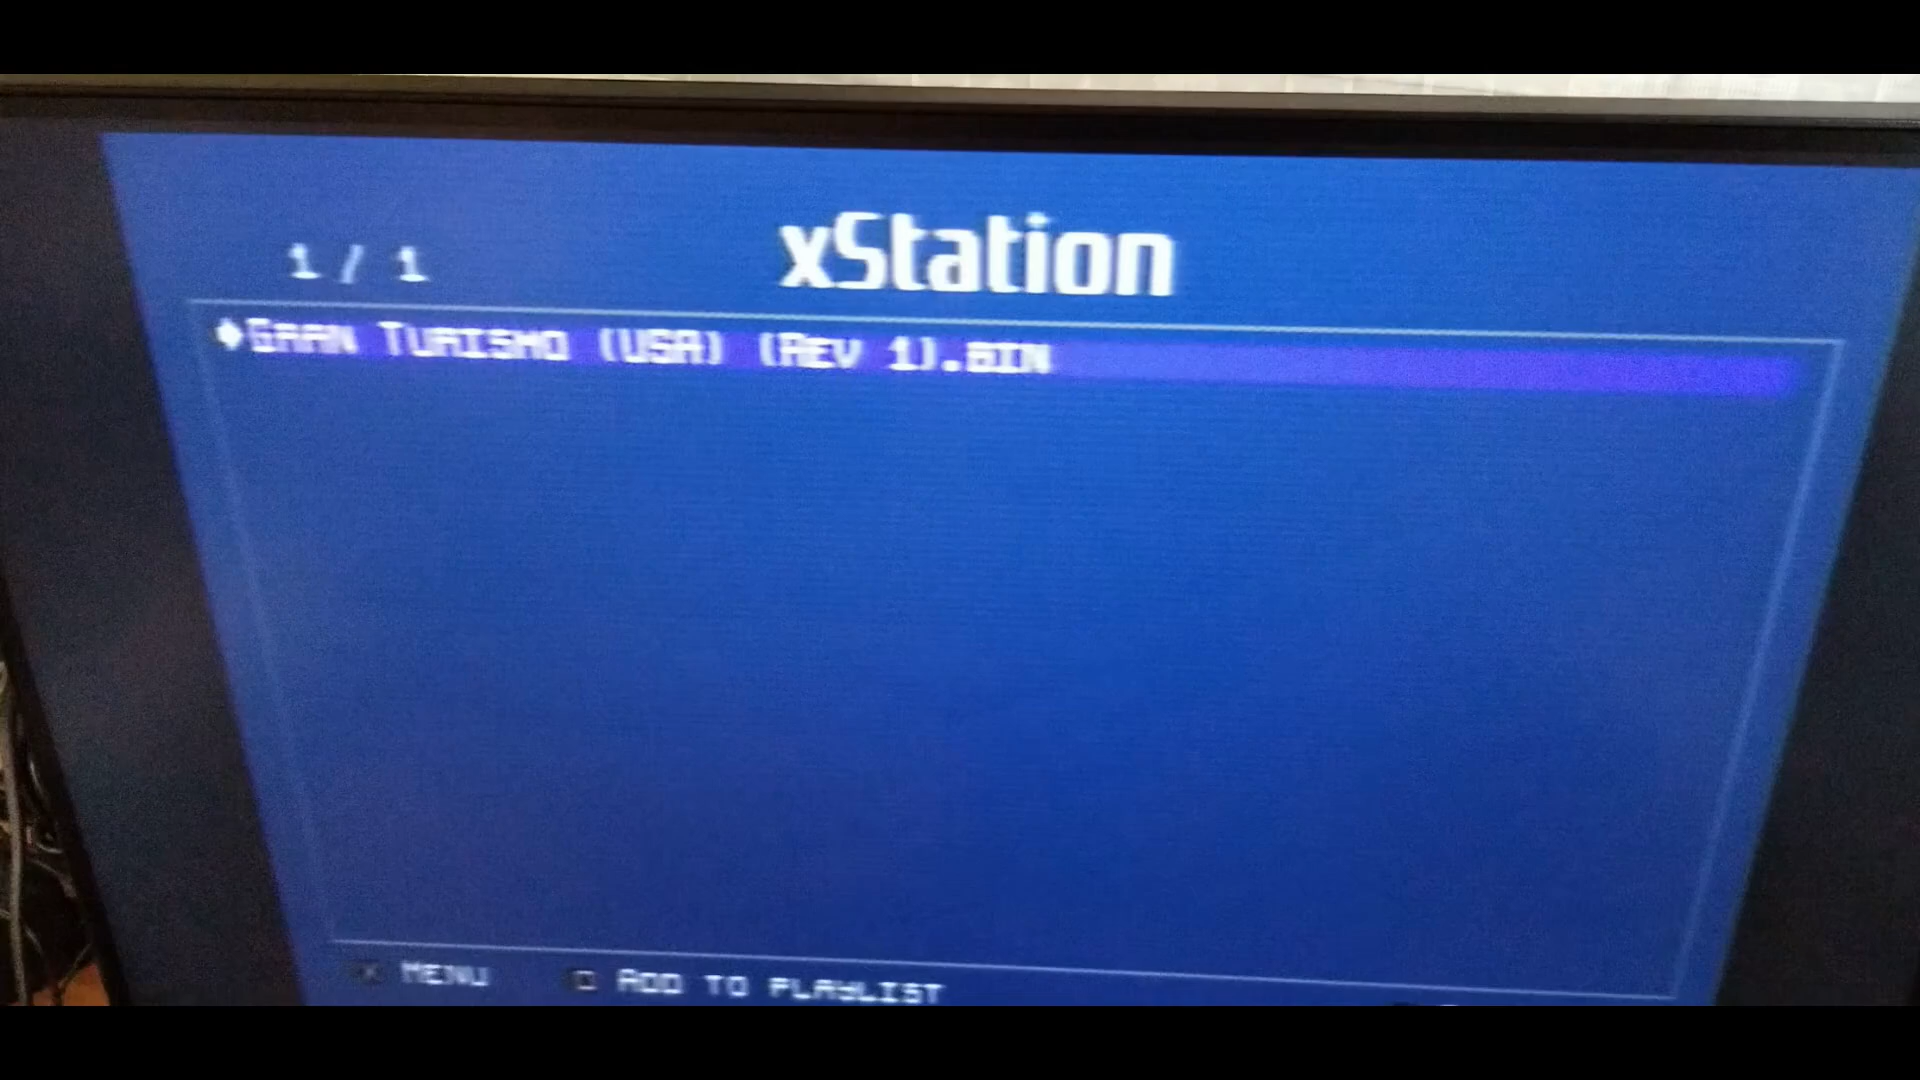 xStation
1 / 1
GRAN TURISMO (USA) (REV 1).BIN
X MENU
ADD TO PLAYLIST